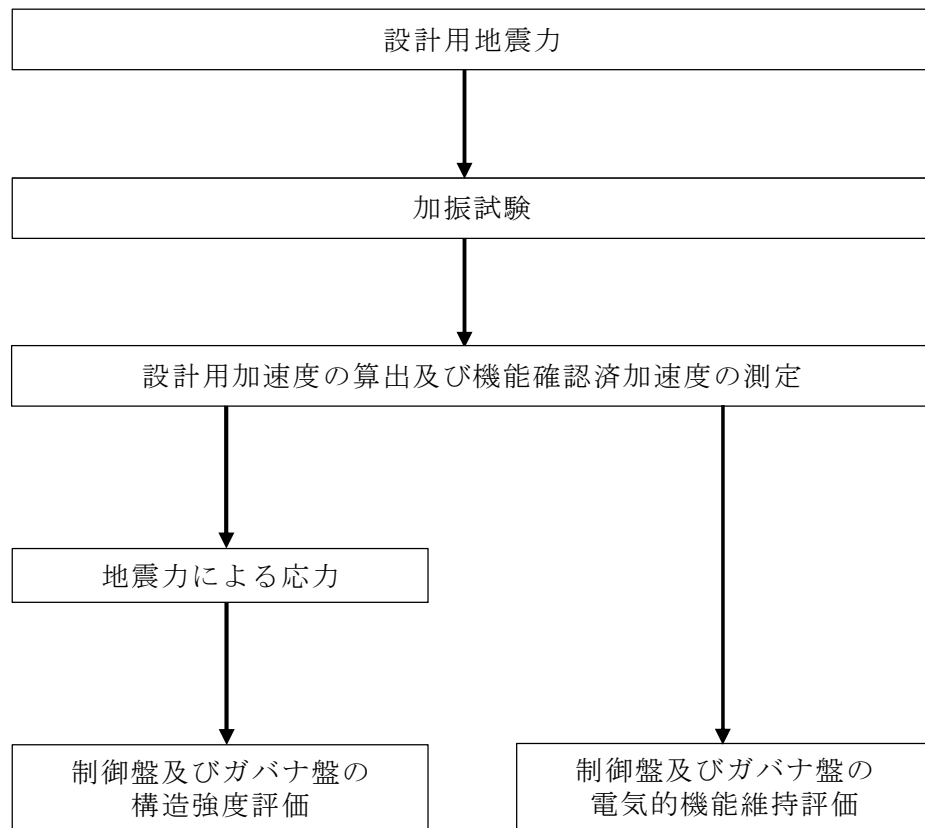 設計用地震力
加振試験
設計用加速度の算出及び機能確認済加速度の測定
地震力による応力
制御盤及びガバナ盤の
構造強度評価
制御盤及びガバナ盤の
電気的機能維持評価